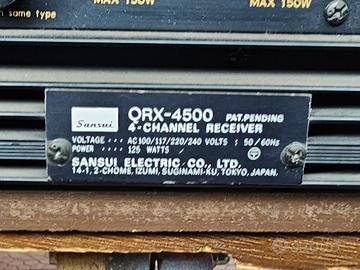 n same type
MAX 150W
MAX 150W
Sansui
QRX-4500 PAT.PENDING
4-CHANNEL RECEIVER
VOLTAGE : AC100/117/220/240 VOLTS ; 50/60Hz
POWER : 125 WATTS
SANSUI ELECTRIC CO., LTD.
14-1, 2-CHOME, IZUMI, SUGINAMI-KU, TOKYO, JAPAN.
subito